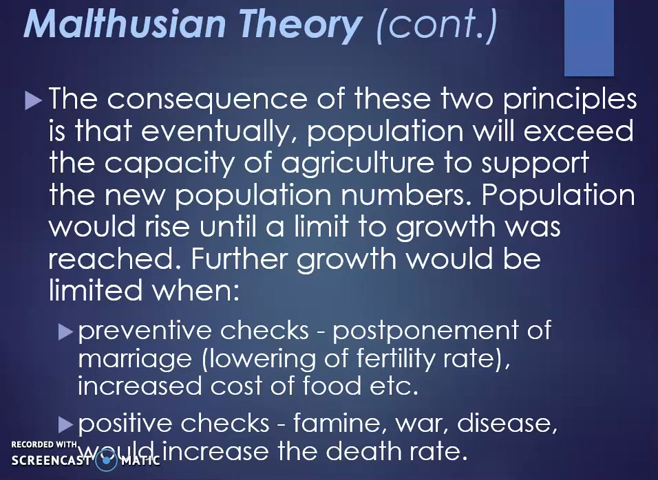 Malthusian Theory (cont.)
The consequence of these two principles
is that eventually, population will exceed
the capacity of agriculture to support
the new population numbers. Population
would rise until a limit to growth was
reached. Further growth would be
limited when:
preventive checks - postponement of
marriage (lowering of fertility rate),
increased cost of food etc.
positive checks - famine, war, disease,
would increase the death rate.
RECORDED WITH
SCREENCAST MATIC